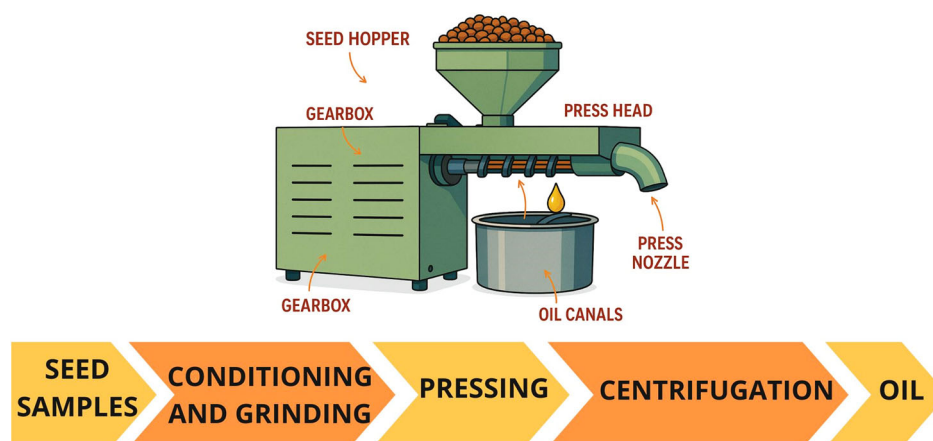 SEED HOPPER
GEARBOX
PRESS HEAD
PRESS
NOZZLE
GEARBOX
OIL CANALS
SEED
SAMPLES
CONDITIONING
AND GRINDING
PRESSING
CENTRIFUGATION
OIL